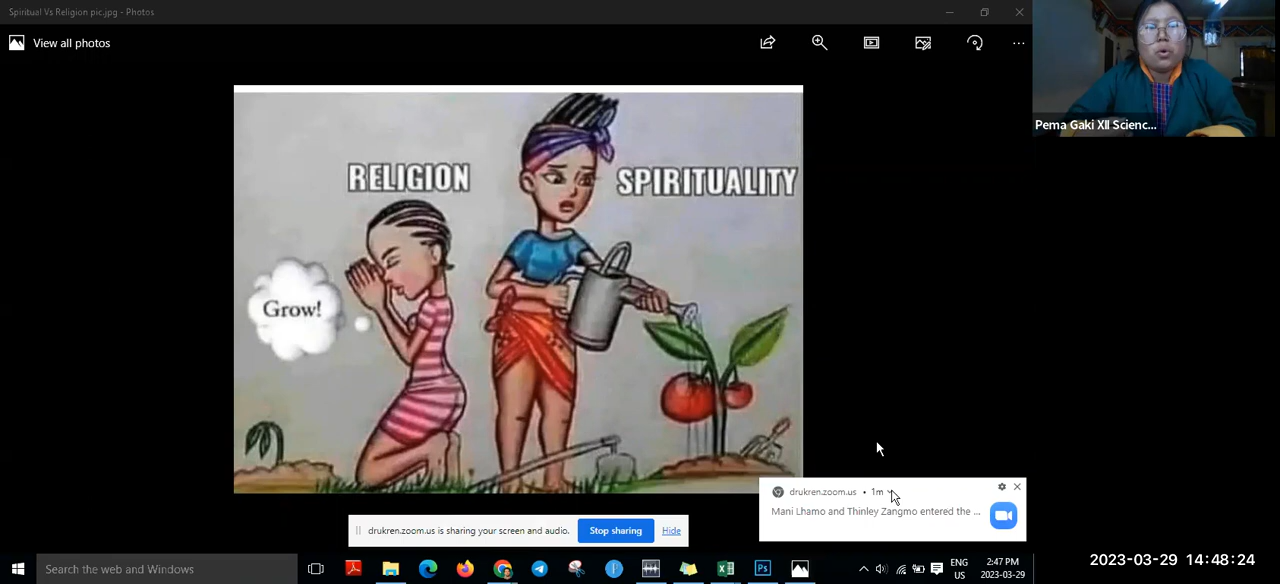 Spiritual Vs Religion pic.jpg - Photos
View all photos
Pema Gaki XII Scienc...
RELIGION
SPIRITUALITY
Grow!
drukren.zoom.us • 1m
Mani Lhamo and Thinley Zangmo entered the ...
drukren.zoom.us is sharing your screen and audio.
Stop sharing
Hide
Search the web and Windows
Ps
ENG
US
2:47 PM
2023-03-29
2023-03-29 14:48:24